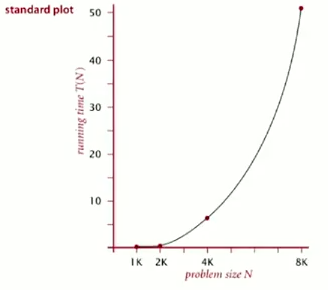 standard plot
50
40
30
20
10
running time T(N)
1K 2K 4K 8K
problem size N